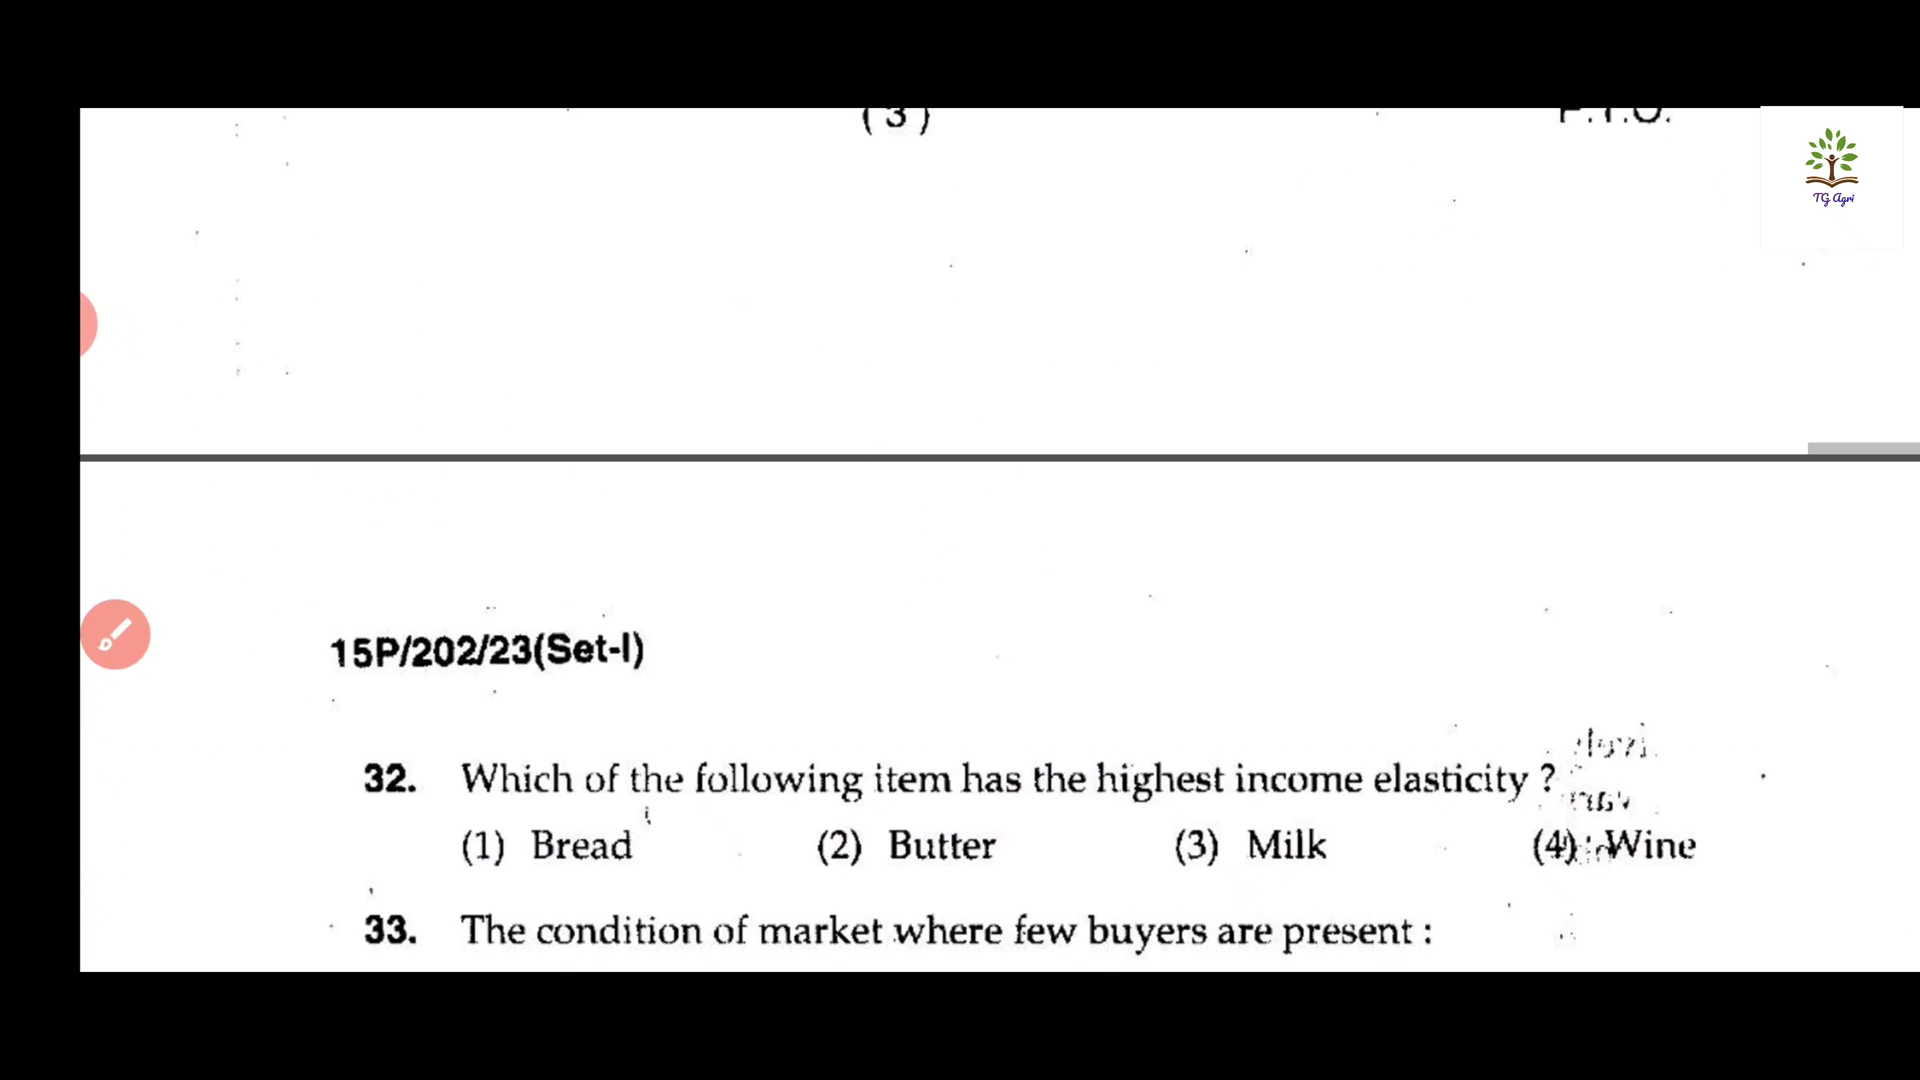 ( 3 )
P.T.O.
TG Agri
15P/202/23(Set-I)
32. Which of the following item has the highest income elasticity ?
(1) Bread (2) Butter (3) Milk (4) Wine
33. The condition of market where few buyers are present :